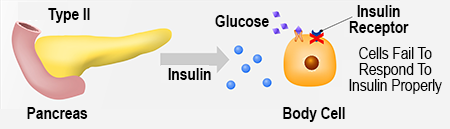 Type II
Pancreas
Insulin
Glucose
Insulin
Receptor
Cells Fail To
Respond To
Insulin Properly
Body Cell